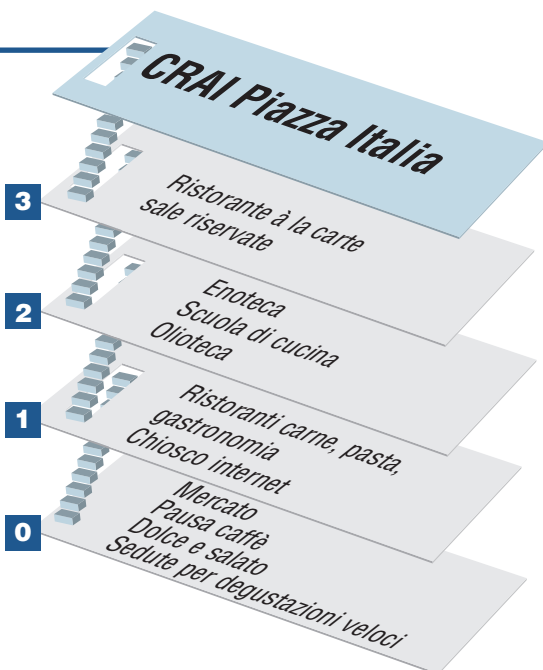 CRAI Piazza Italia
3
Ristorante à la carte
sale riservate
2
Enoteca
Scuola di cucina
Olioteca
1
Ristoranti carne, pasta,
gastronomia
Chiosco internet
0
Mercato
Pausa caffè
Dolce e salato
Sedute per degustazioni veloci